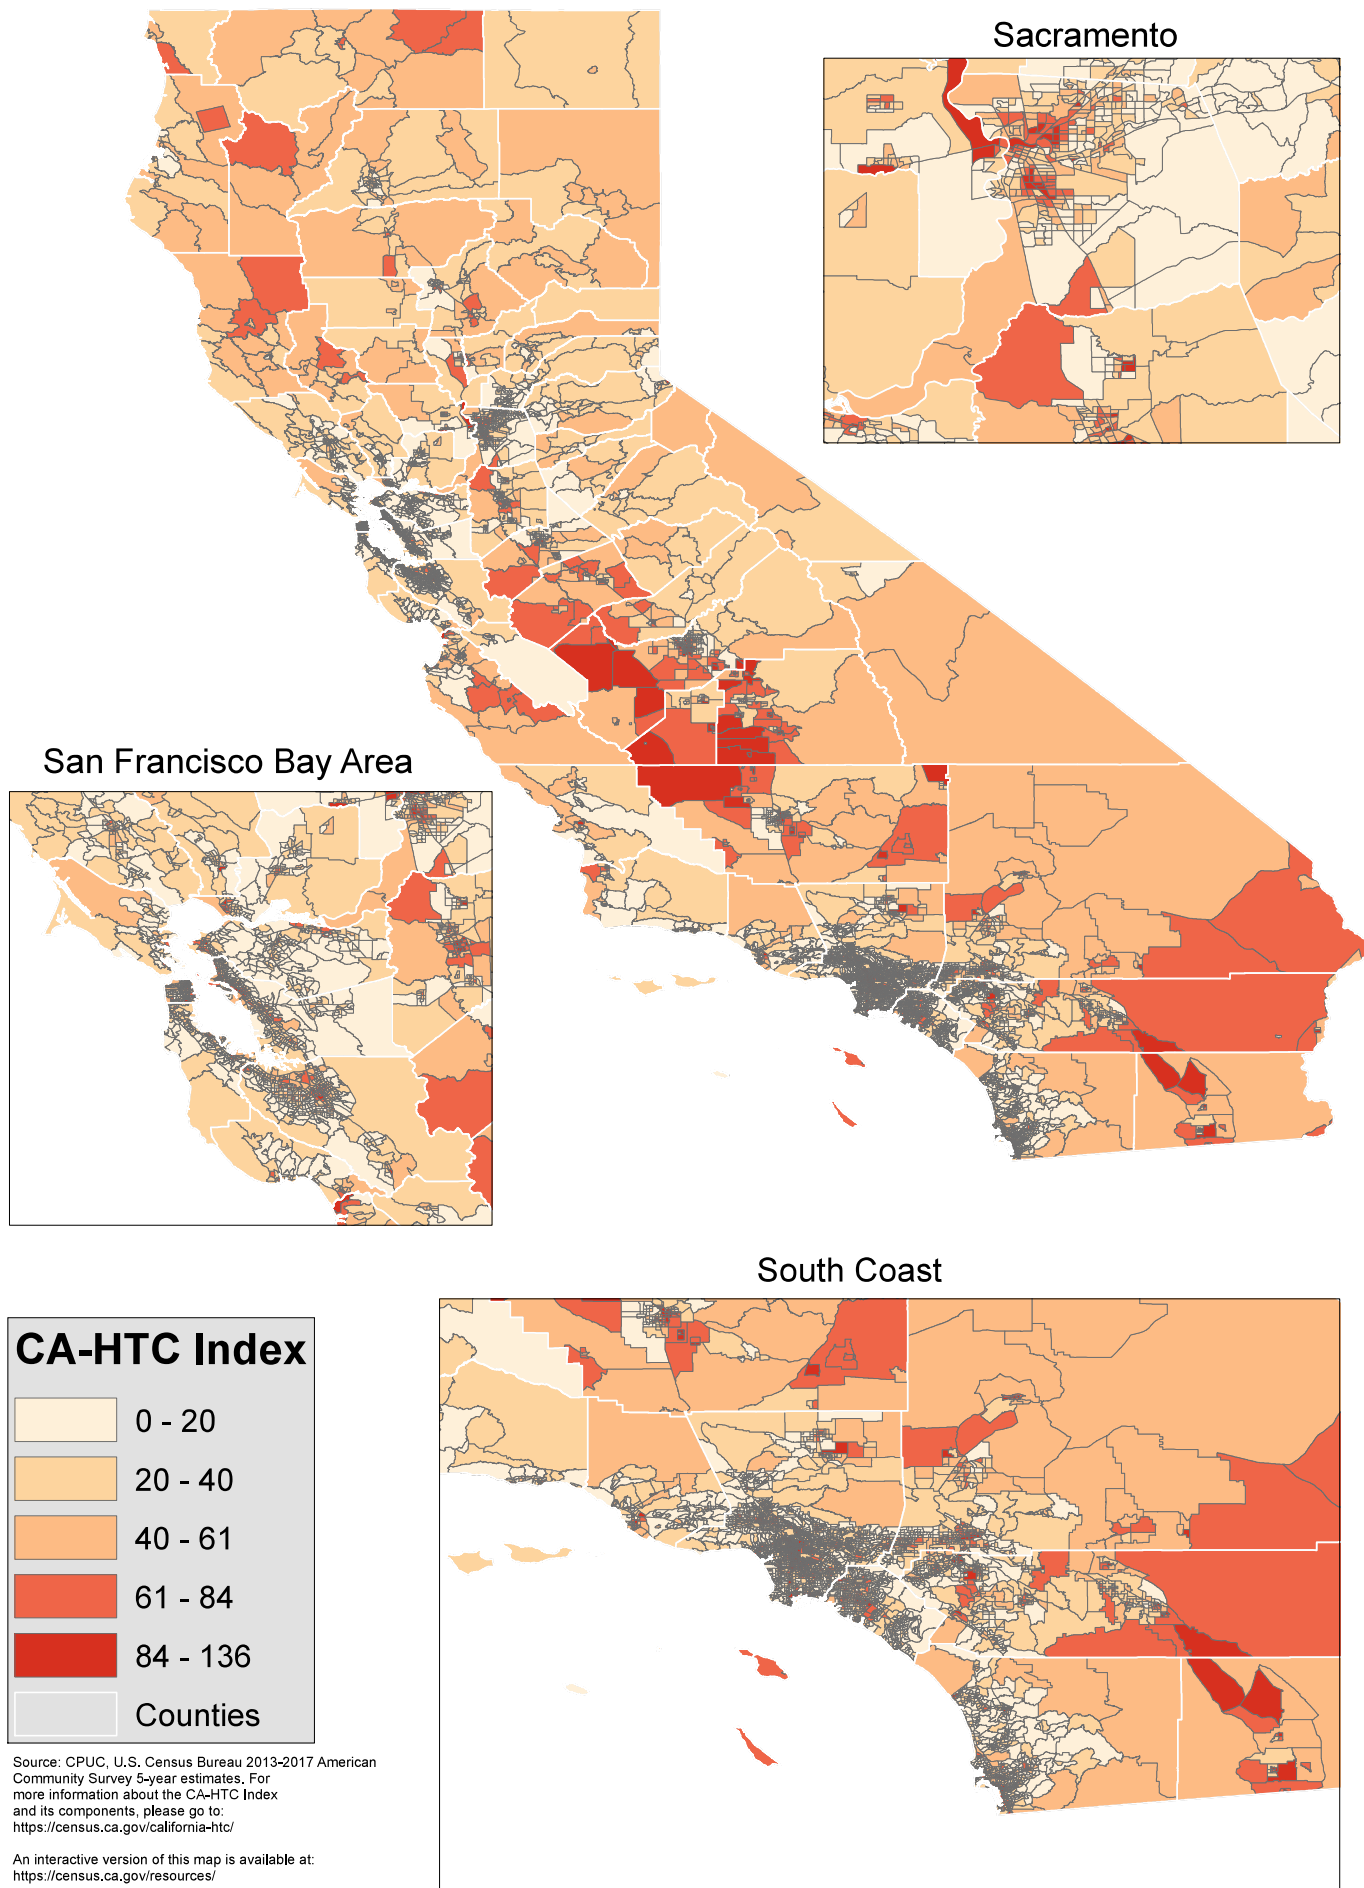 Sacramento
San Francisco Bay Area
South Coast
CA-HTC Index
0 - 20
20 - 40
40 - 61
61 - 84
84 - 136
Counties
Source: CPUC, U.S. Census Bureau 2013-2017 American
Community Survey 5-year estimates. For
more information about the CA-HTC Index
and its components, please go to:
https://census.ca.gov/california-htc/
An interactive version of this map is available at:
https://census.ca.gov/resources/